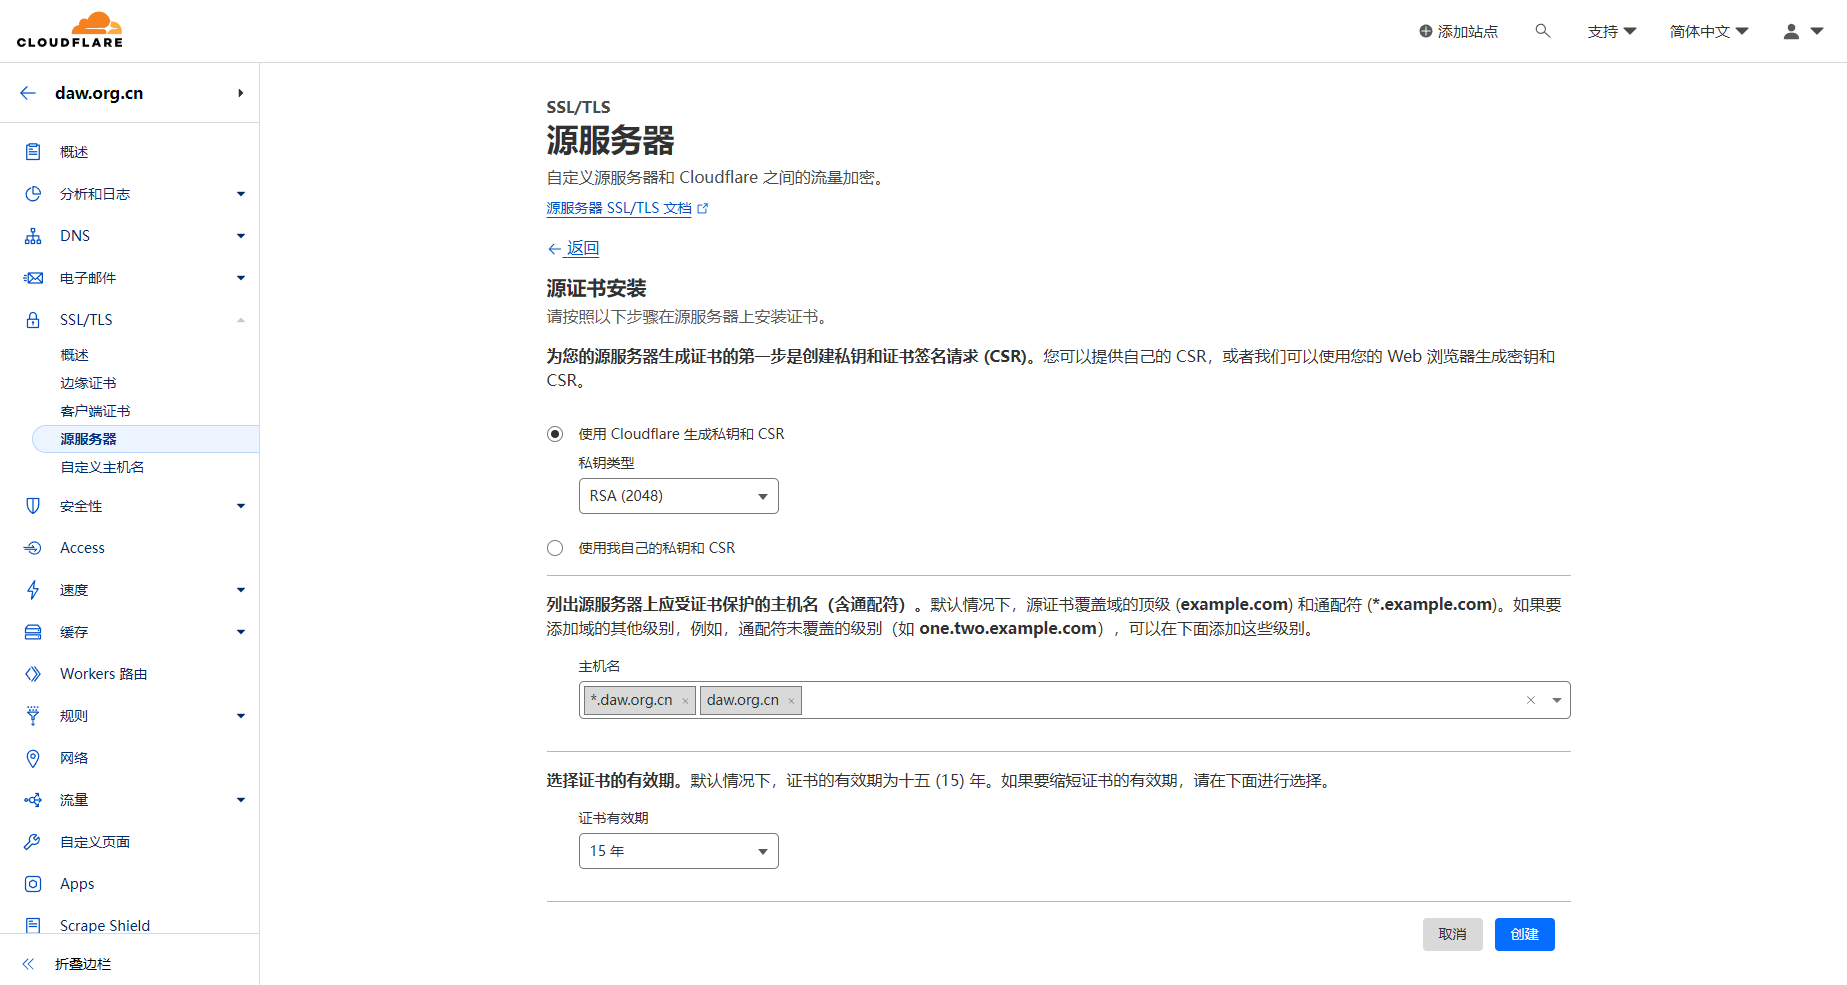 CLOUDFLARE
添加站点
支持
简体中文
daw.org.cn
概述
分析和日志
DNS
电子邮件
SSL/TLS
概述
边缘证书
客户端证书
源服务器
自定义主机名
安全性
Access
速度
缓存
Workers 路由
规则
网络
流量
自定义页面
Apps
Scrape Shield
折叠边栏
SSL/TLS
源服务器
自定义源服务器和 Cloudflare 之间的流量加密。
源服务器 SSL/TLS 文档
返回
源证书安装
请按照以下步骤在源服务器上安装证书。
为您的源服务器生成证书的第一步是创建私钥和证书签名请求 (CSR)。您可以提供自己的 CSR，或者我们可以使用您的 Web 浏览器生成密钥和
CSR。
使用 Cloudflare 生成私钥和 CSR
私钥类型
RSA (2048)
使用我自己的私钥和 CSR
列出源服务器上应受证书保护的主机名（含通配符）。默认情况下，源证书覆盖域的顶级 (example.com) 和通配符 (*.example.com)。如果要
添加域的其他级别，例如，通配符未覆盖的级别（如 one.two.example.com），可以在下面添加这些级别。
主机名
*.daw.org.cn × daw.org.cn ×
选择证书的有效期。默认情况下，证书的有效期为十五 (15) 年。如果要缩短证书的有效期，请在下面进行选择。
证书有效期
15 年
取消
创建